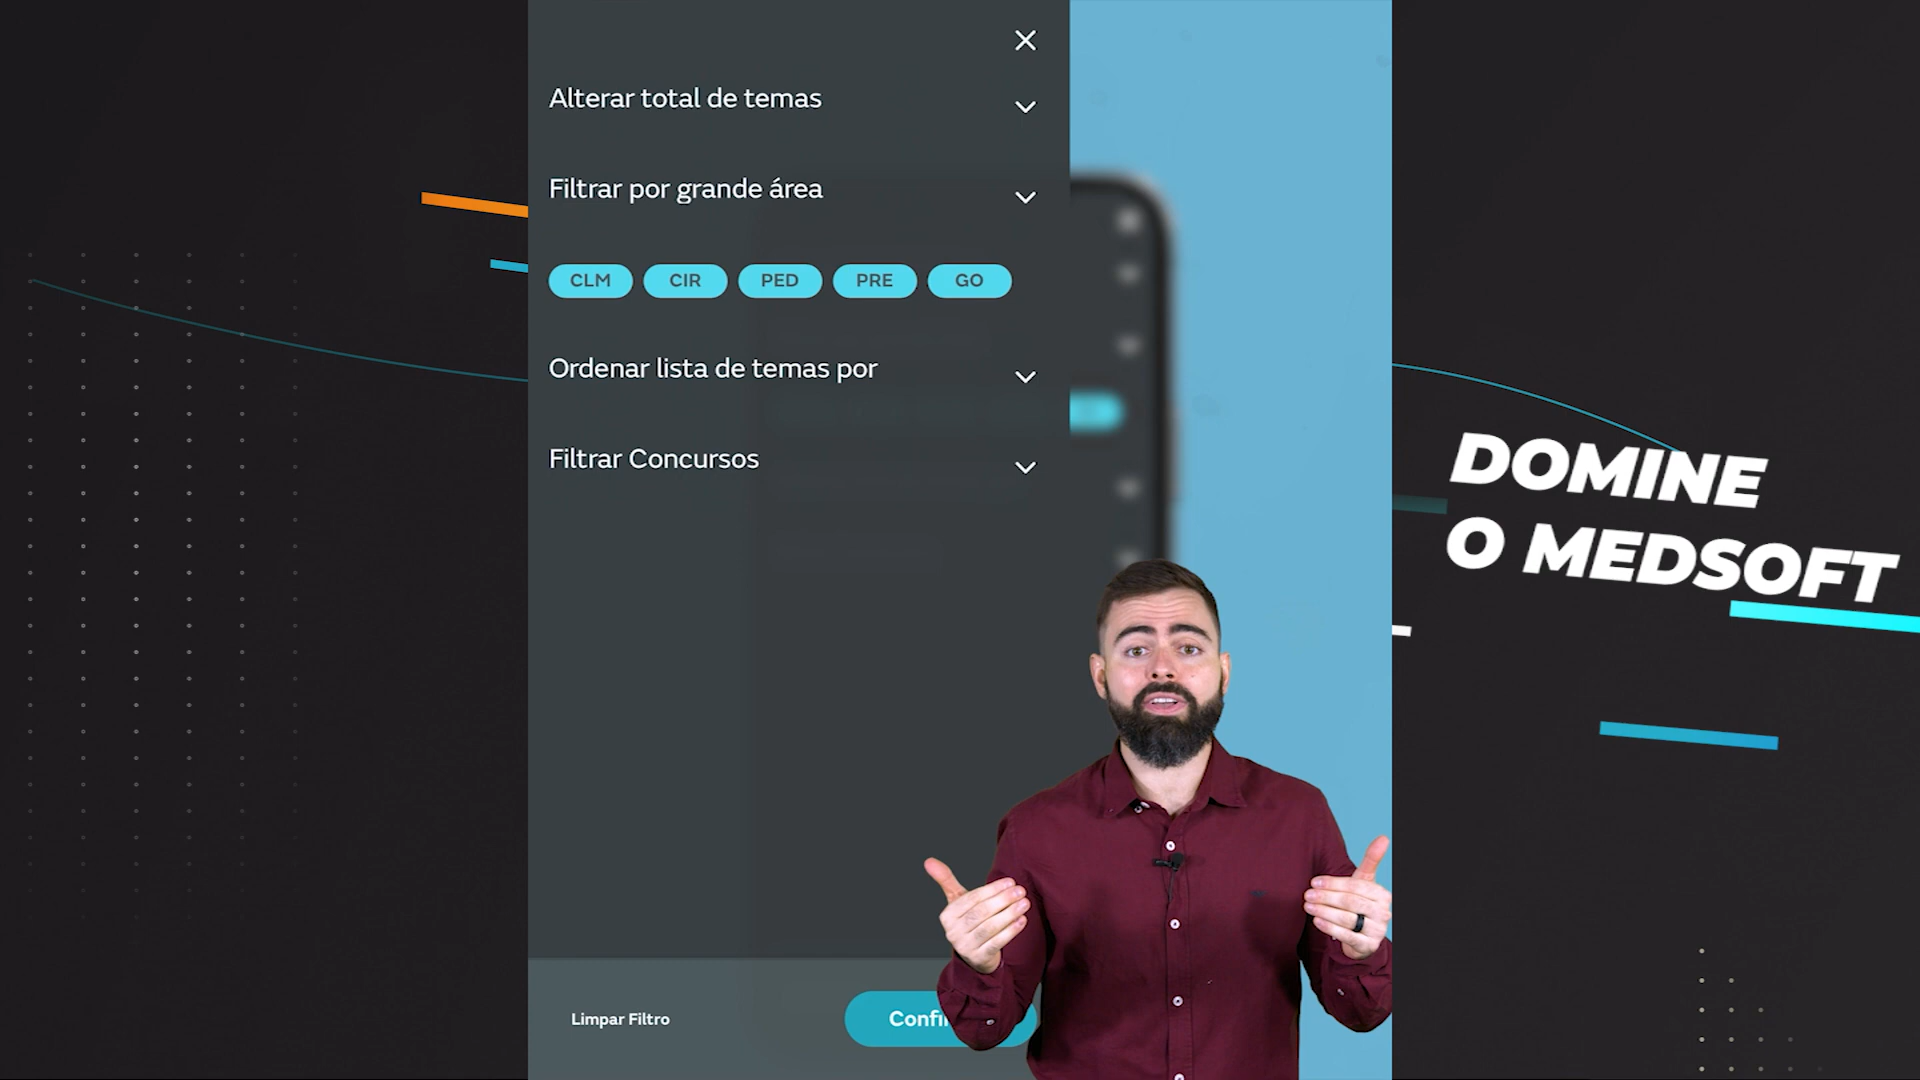 Alterar total de temas
Filtrar por grande área
CLM CIR PED PRE GO
Ordenar lista de temas por
Filtrar Concursos
Limpar Filtro
DOMINE
O MEDSOFT